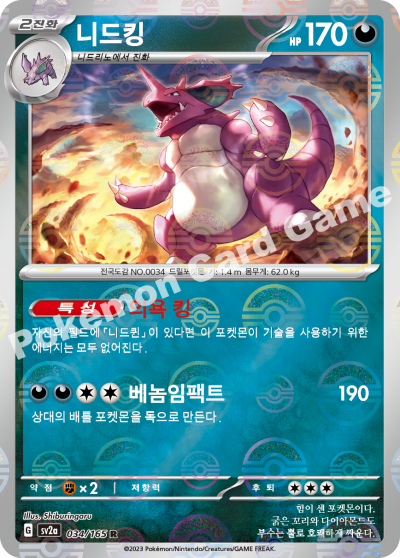 2진화
니드킹
HP 170
니드리노에서 진화
전국도감 NO.0034 드릴포켓몬 키: 1.4 m 몸무게: 62.0 kg
Pokémon Card Game
특성 의욕 킹
자신의 필드에 「니드퀸」이 있다면 이 포켓몬이 기술을 사용하기 위한
에너지는 모두 없어진다.
베놈임팩트 190
상대의 배틀 포켓몬을 독으로 만든다.
약점 ×2 저항력 후퇴
Illus. Shiburingaru
G sv2a 034/165 R
힘이 센 포켓몬이다.
굵은 꼬리와 다이아몬드도
부수는 뿔로 호쾌하게 싸운다.
©2023 Pokémon/Nintendo/Creatures/GAME FREAK.